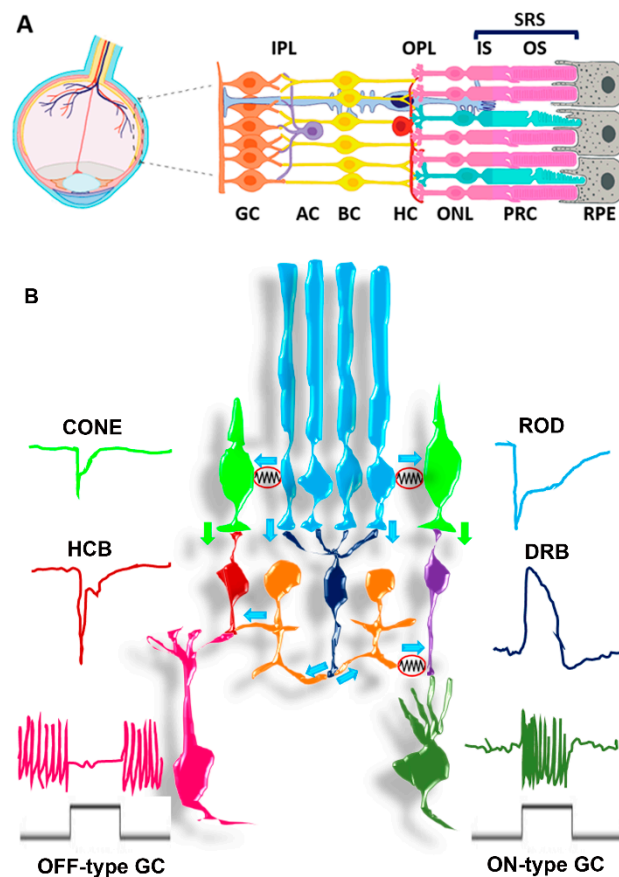 A
SRS
IPL OPL IS OS
GC AC BC HC ONL PRC RPE
B
CONE
ROD
HCB
DRB
OFF-type GC
ON-type GC